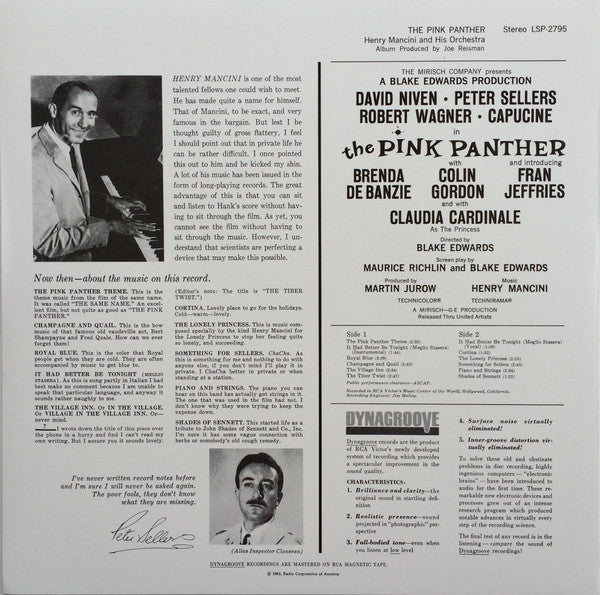 THE PINK PANTHER Stereo LSP-2795
Henry Mancini and His Orchestra
Album Produced by Joe Reisman
HENRY MANCINI is one of the most
talented fellows one could wish to meet.
He has made quite a name for himself.
That of Mancini, to be exact, and very
famous in the bargain. But lest I be
thought guilty of gross flattery, I feel
I should point out that in private life he
can be rather difficult. I once pointed
this out to him and he kicked my shin.
A lot of his music has been issued in the
form of long-playing records. The great
advantage of this is that you can sit
and listen to Hank's score without hav-
ing to sit through the film. As yet, you
cannot see the film without having to
sit through the music. However, I un-
derstand that scientists are perfecting a
device that may make this possible.
Now then—about the music on this record.
THE PINK PANTHER THEME. This is the
theme music from the film of the same name.
It was called "THE SAME NAME." An excel-
lent film, but not quite as good as "THE PINK
PANTHER."
CHAMPAGNE AND QUAIL. This is the bow
music of that famous old vaudeville act, Bert
Shampayne and Fred Quale. How can we ever
forget them!
ROYAL BLUE. This is the color that Royal
people get when they are cold. They are often
accompanied by music to get blue to.
IT HAD BETTER BE TONIGHT (MEGLIO
STASERA). As this is sung partly in Italian I had
best make no comment because I am unable to
speak that particular language, and anyway it
sounds rather naughty to me.
THE VILLAGE INN. Or IN THE VILLAGE.
Or VILLAGE IN THE VILLAGE INN. Or—
never mind.
I wrote down the title of this piece over
the phone in a hurry and find I can't read my
own writing. But I assure you it sounds lovely.
(Editor's note: The title is "THE TIBER
TWIST.")
CORTINA. Lovely place to go for the holidays.
Cold—warm—lovely.
THE LONELY PRINCESS. This is music com-
posed specially by the kind Henry Mancini for
the Lonely Princess to stop her feeling quite
so lonely, and succeeding.
SOMETHING FOR SELLERS. ChaCha. As
this is something for me and nothing to do with
anyone else, if you don't mind I'll play it in
private as I do either better in private or when
standing at a station.
PIANO AND STRINGS. The piano you can
hear on this band has actually got strings in it.
The one that was used in the film had not. I
don't know why they were trying to keep the
expense down.
SHADES OF SENNETT. This started life as a
tribute to John Shades of Sennett and Co., Inc.
I'm sure it has some vague connection with
herbs or somebody's old cough remedy.
I've never written record notes before
and I'm sure I will never be asked again.
The poor fools, they don't know
what they are missing.
Peter Sellers
(Alias Inspector Clouseau)
THE MIRISCH COMPANY presents
A BLAKE EDWARDS PRODUCTION
DAVID NIVEN • PETER SELLERS
ROBERT WAGNER • CAPUCINE
in
the PINK PANTHER
with and introducing
BRENDA COLIN FRAN
DE BANZIE GORDON JEFFRIES
and with
CLAUDIA CARDINALE
As The Princess
Directed by
BLAKE EDWARDS
Screen play by
MAURICE RICHLIN and BLAKE EDWARDS
Produced by Music
MARTIN JUROW HENRY MANCINI
TECHNICOLOR® TECHNIRAMA®
A MIRISCH—G-E PRODUCTION
Released Thru United Artists
Side 1
The Pink Panther Theme (2:35)
It Had Better Be Tonight (Meglio Stasera)
(Instrumental) (1:44)
Royal Blue (3:09)
Champagne and Quail
The Village Inn
The Tiber Twist
Side 2
It Had Better Be Tonight (Meglio Stasera)
(Vocal) (1:56)
Cortina
The Lonely Princess
Something for Sellers
Piano and Strings
Shades of Sennett
Public performance clearance—ASCAP.
Recorded in RCA Victor's Music Center of the World, Hollywood, California.
Recording Engineer: Jim Malloy.
DYNAGROOVE
Dynagroove records are the product
of RCA Victor's newly developed
system of recording which provides
a spectacular improvement in the
sound quality.
CHARACTERISTICS:
1. Brilliance and clarity—the
original sound in startling defi-
nition
2. Realistic presence—sound
projected in "photographic" per-
spective
3. Full-bodied tone—even when
you listen at low level
4. Surface noise virtually
eliminated!
5. Inner-groove distortion vir-
tually eliminated!
To solve these old and obstinate
problems in disc recording, highly
ingenious computers — "electronic
brains" — have been introduced to
audio for the first time. These re-
markable new electronic devices and
processes grew out of an intense
research program which produced
notable advances in virtually every
step of the recording science.
The final test of any record is in the
listening—compare the sound of
Dynagroove recordings!
DYNAGROOVE RECORDINGS ARE MASTERED ON RCA MAGNETIC TAPE.
© 1963, Radio Corporation of America